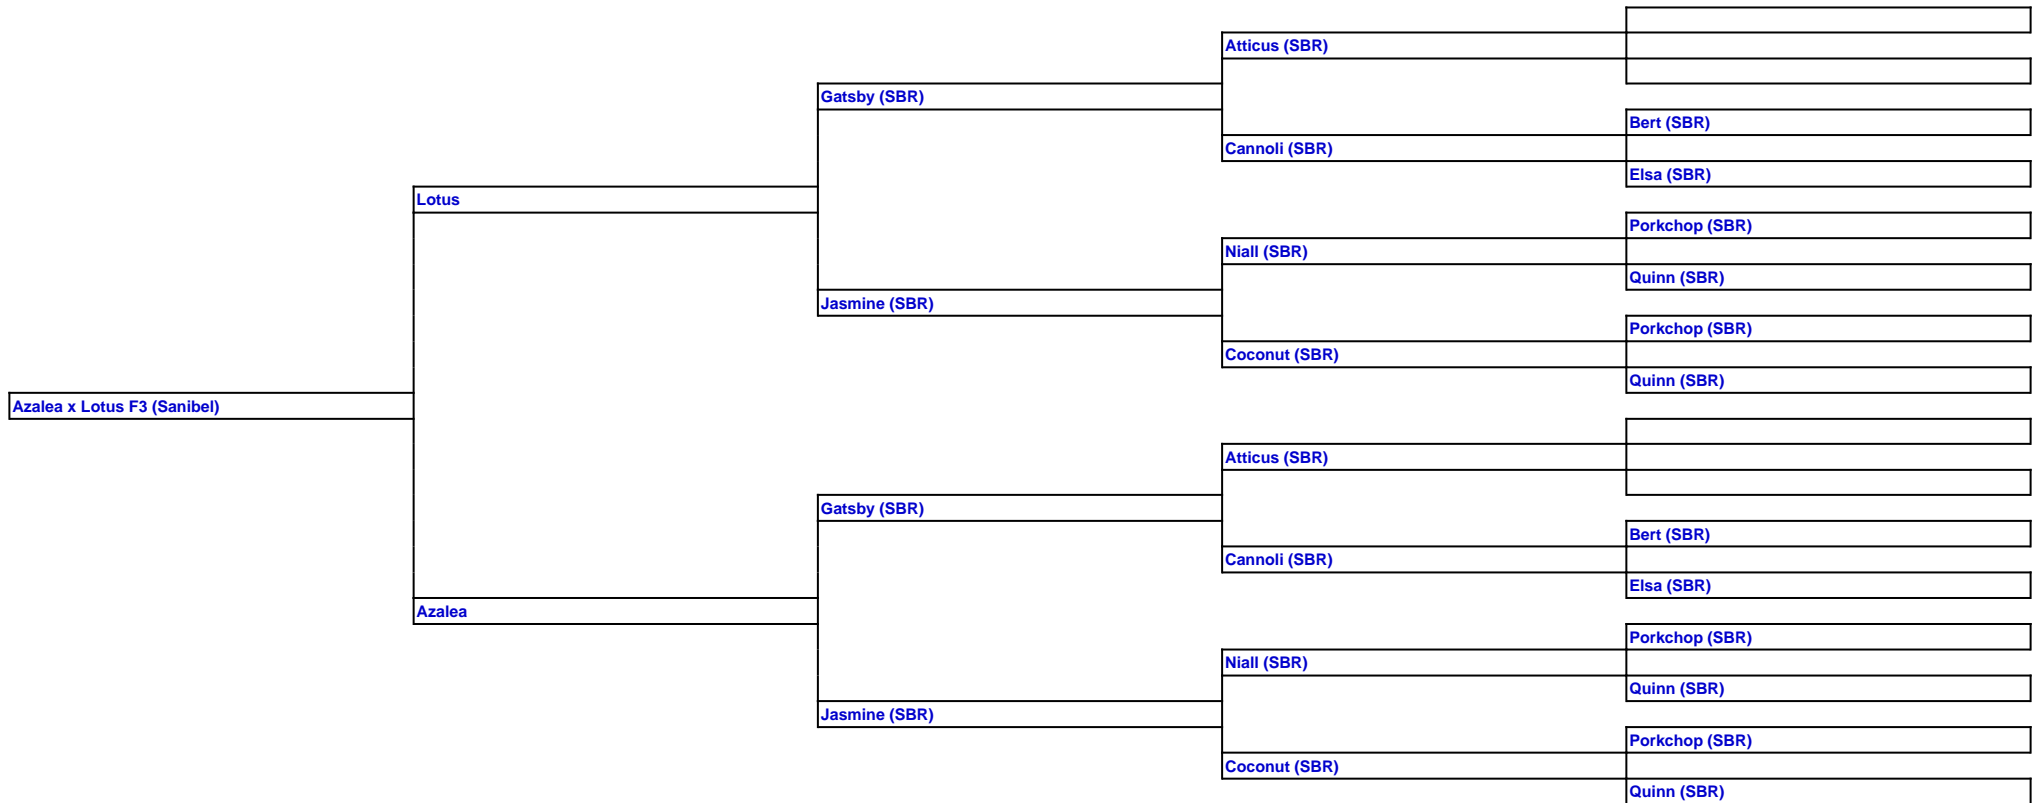 Atticus (SBR)
Gatsby (SBR)
Bert (SBR)
Cannoli (SBR)
Elsa (SBR)
Lotus
Porkchop (SBR)
Niall (SBR)
Quinn (SBR)
Jasmine (SBR)
Porkchop (SBR)
Coconut (SBR)
Quinn (SBR)
Azalea x Lotus F3 (Sanibel)
Atticus (SBR)
Gatsby (SBR)
Bert (SBR)
Cannoli (SBR)
Elsa (SBR)
Azalea
Porkchop (SBR)
Niall (SBR)
Quinn (SBR)
Jasmine (SBR)
Porkchop (SBR)
Coconut (SBR)
Quinn (SBR)